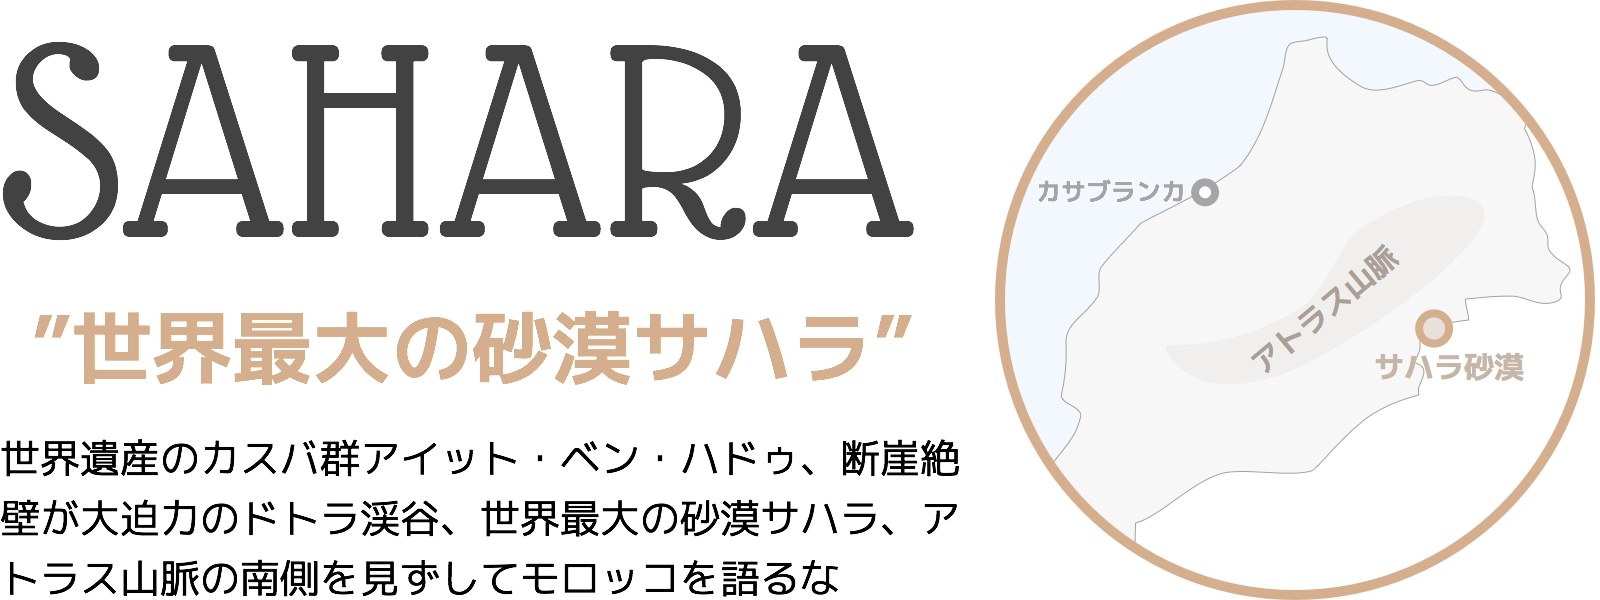 SAHARA
”世界最大の砂漠サハラ”
世界遺産のカスバ群アイット・ベン・ハドゥ、断崖絶
壁が大迫力のドトラ渓谷、世界最大の砂漠サハラ、ア
トラス山脈の南側を見ずしてモロッコを語るな
カサブランカ
アトラス山脈
サハラ砂漠